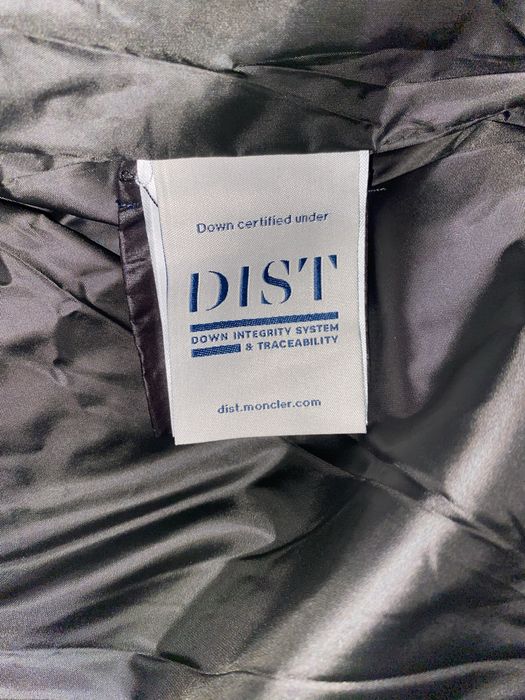 Down certified under
DIST
DOWN INTEGRITY SYSTEM
& TRACEABILITY
dist.moncler.com